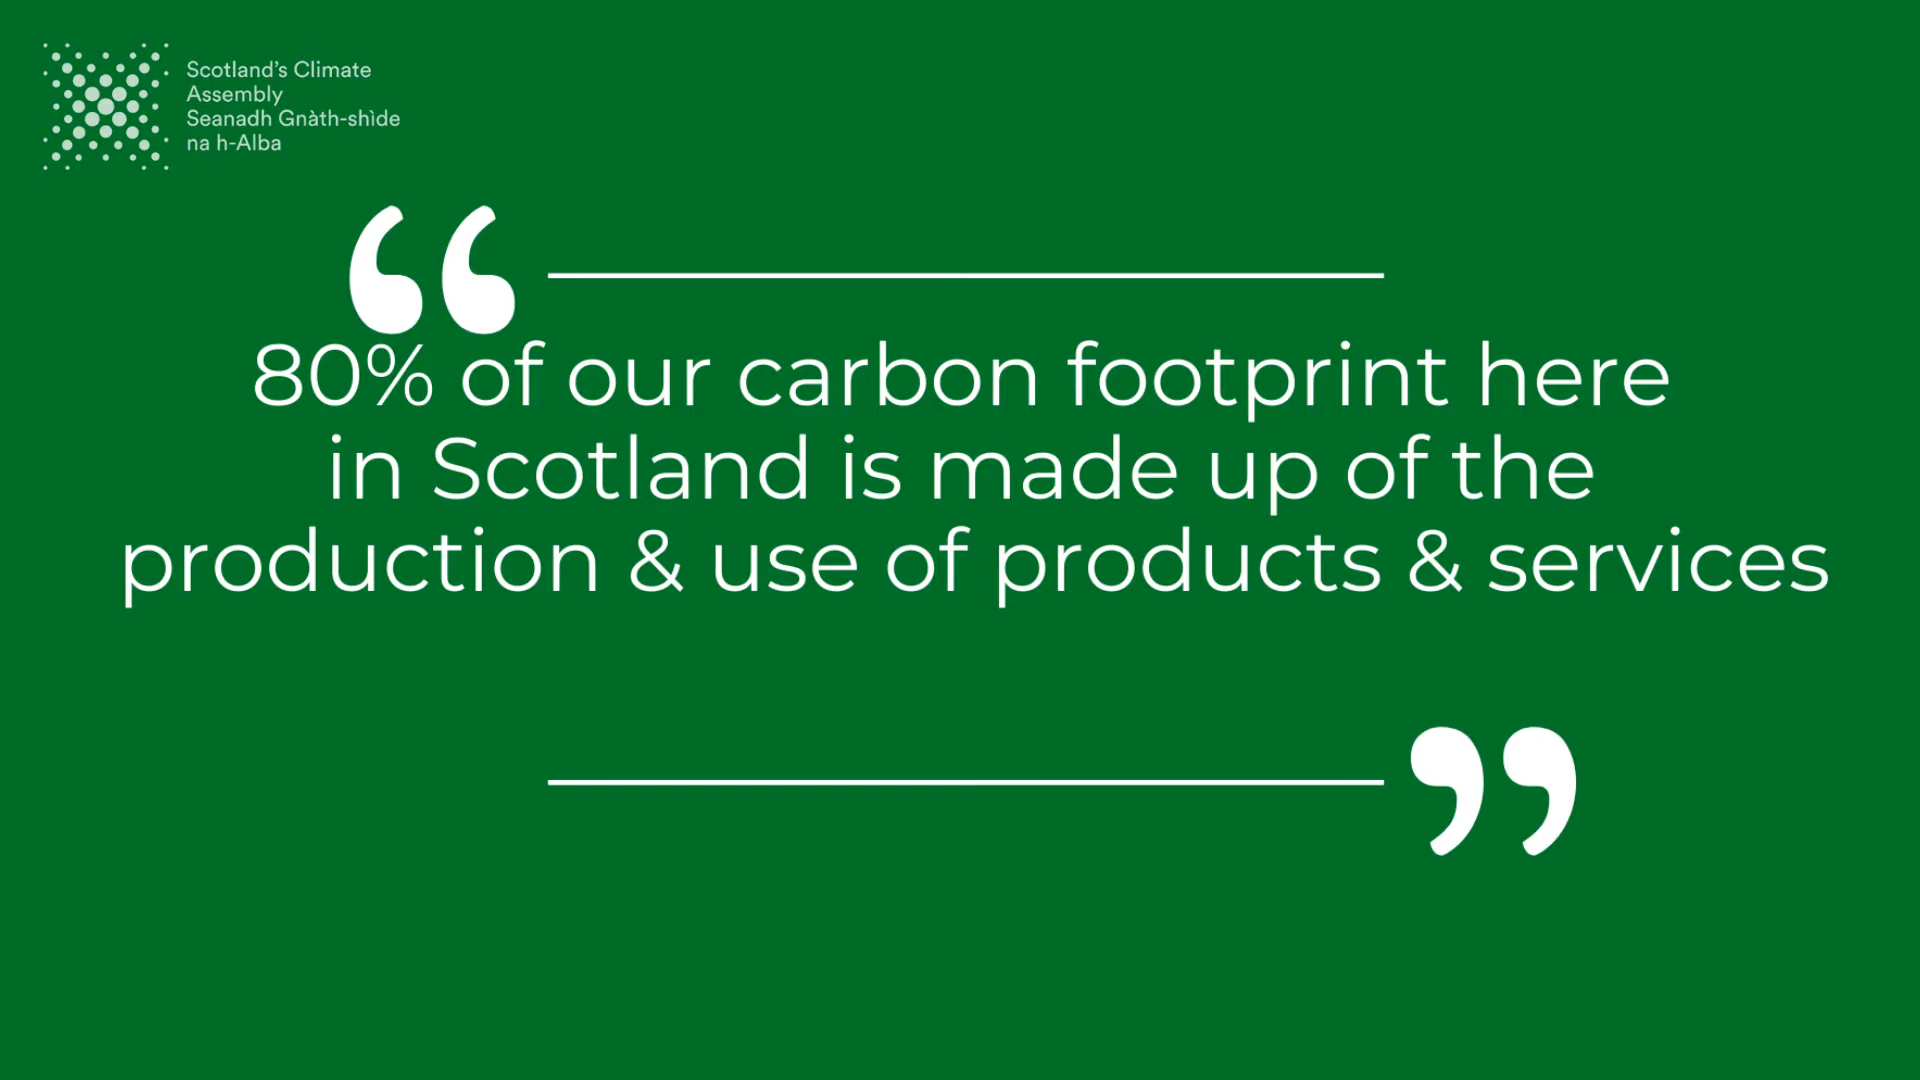 Scotland's Climate
Assembly
Seanadh Gnàth-shìde
na h-Alba
“
80% of our carbon footprint here
in Scotland is made up of the
production & use of products & services
”